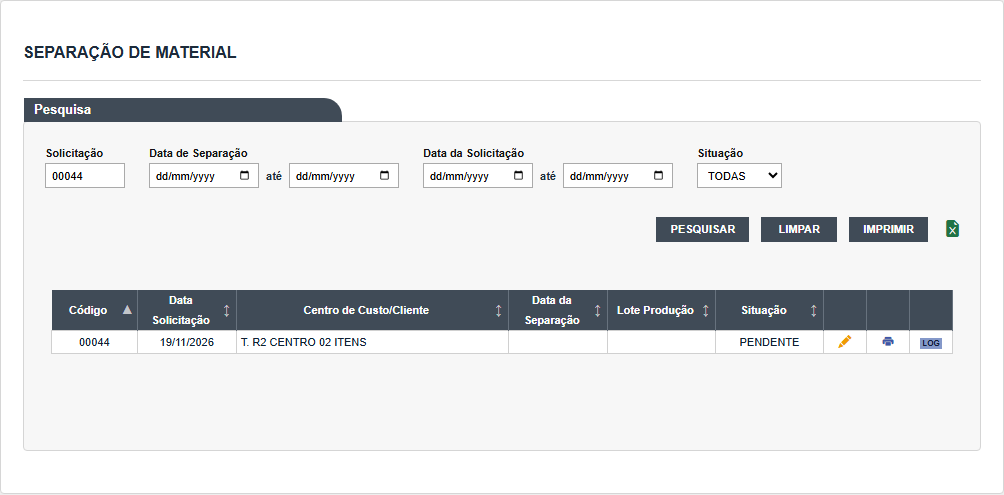 SEPARAÇÃO DE MATERIAL
Pesquisa
Solicitação Data de Separação Data da Solicitação Situação
00044 dd/mm/yyyy até dd/mm/yyyy dd/mm/yyyy até dd/mm/yyyy TODAS
PESQUISAR LIMPAR IMPRIMIR
Código Data Solicitação Centro de Custo/Cliente Data da Separação Lote Produção Situação
00044 19/11/2026 T. R2 CENTRO 02 ITENS PENDENTE LOG